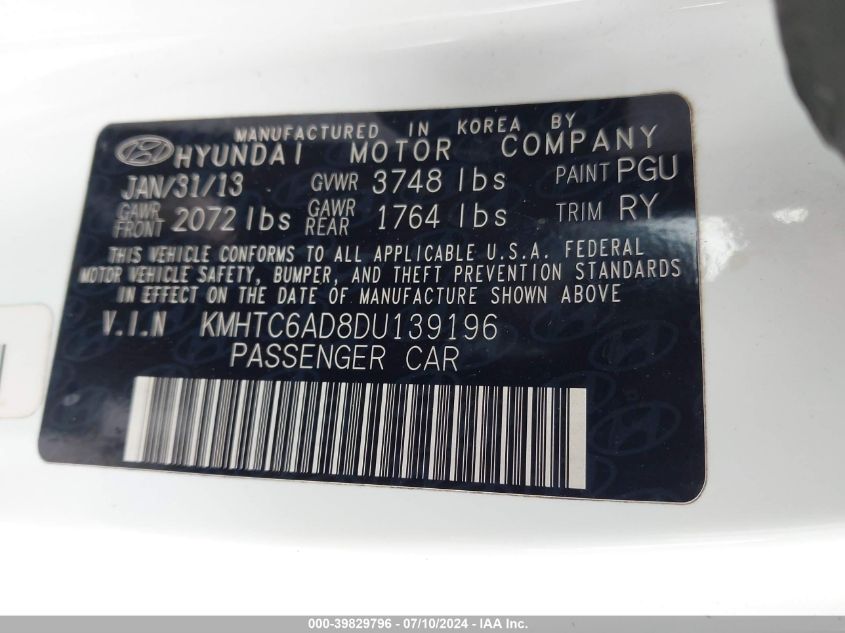 MANUFACTURED IN KOREA BY
HYUNDAI MOTOR COMPANY
JAN/31/13 GVWR 3748 lbs PAINT PGU
GAWR FRONT 2072 lbs GAWR REAR 1764 lbs TRIM RY
THIS VEHICLE CONFORMS TO ALL APPLICABLE U.S.A. FEDERAL
MOTOR VEHICLE SAFETY, BUMPER, AND THEFT PREVENTION STANDARDS
IN EFFECT ON THE DATE OF MANUFACTURE SHOWN ABOVE
V.I.N KMHTC6AD8DU139196
PASSENGER CAR
000-39829796 - 07/10/2024 - IAA Inc.